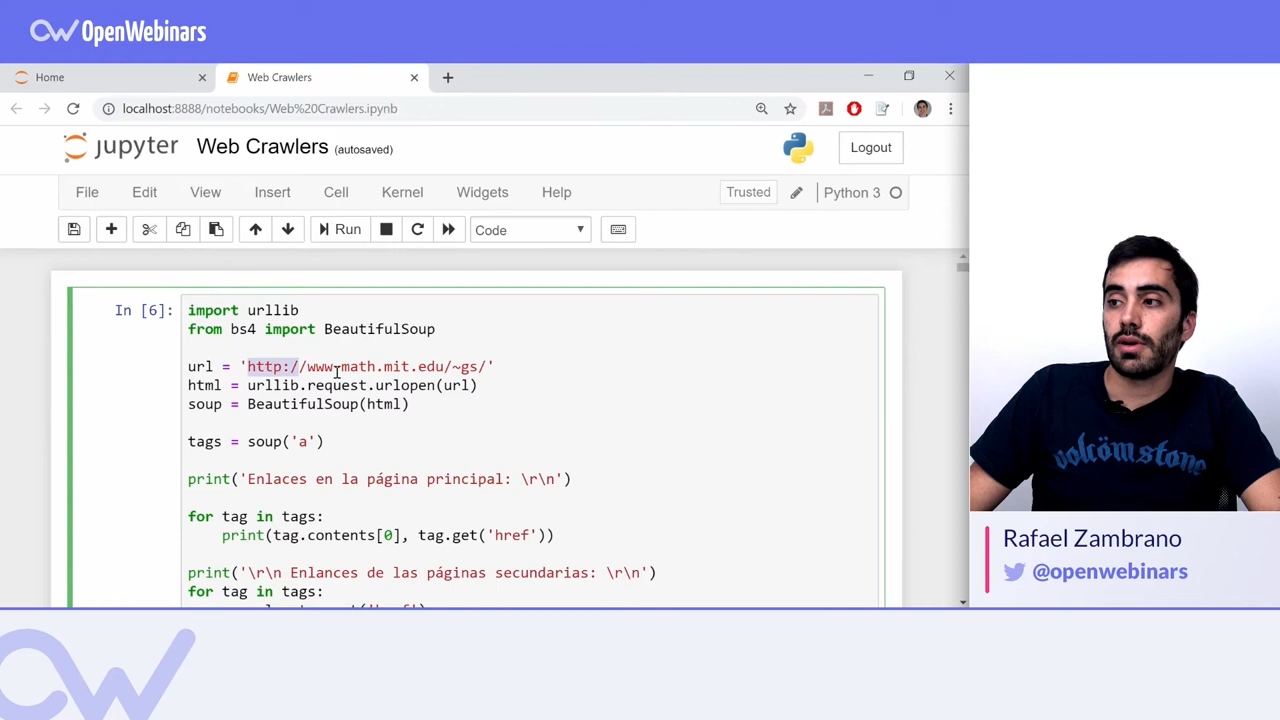 OpenWebinars
Home
Web Crawlers
localhost:8888/notebooks/Web%20Crawlers.ipynb
jupyter Web Crawlers (autosaved)
Logout
File Edit View Insert Cell Kernel Widgets Help
Trusted
Python 3
Run
Code
In [6]:
import urllib
from bs4 import BeautifulSoup
url = 'http://www.math.mit.edu/~gs/'
html = urllib.request.urlopen(url)
soup = BeautifulSoup(html)
tags = soup('a')
print('Enlaces en la página principal: \r\n')
for tag in tags:
print(tag.contents[0], tag.get('href'))
print('\r\n Enlances de las páginas secundarias: \r\n')
for tag in tags:
volcömstone
Rafael Zambrano
@openwebinars